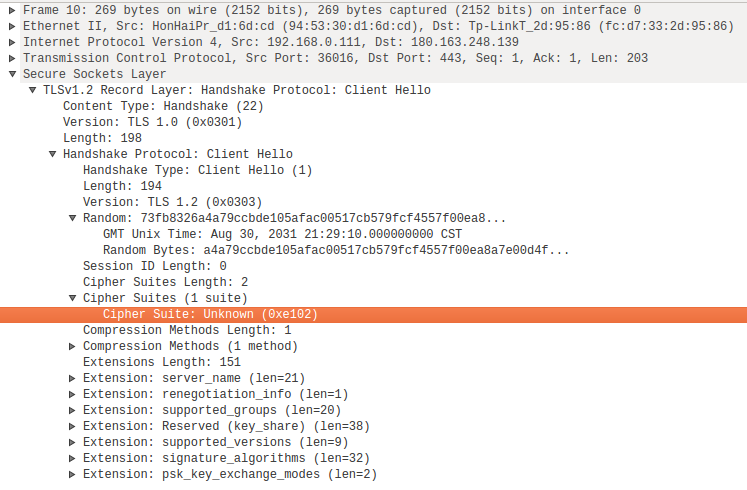 Frame 10: 269 bytes on wire (2152 bits), 269 bytes captured (2152 bits) on interface 0
Ethernet II, Src: HonHaiPr_d1:6d:cd (94:53:30:d1:6d:cd), Dst: Tp-LinkT_2d:95:86 (fc:d7:33:2d:95:86)
Internet Protocol Version 4, Src: 192.168.0.111, Dst: 180.163.248.139
Transmission Control Protocol, Src Port: 36016, Dst Port: 443, Seq: 1, Ack: 1, Len: 203
Secure Sockets Layer
TLSv1.2 Record Layer: Handshake Protocol: Client Hello
Content Type: Handshake (22)
Version: TLS 1.0 (0x0301)
Length: 198
Handshake Protocol: Client Hello
Handshake Type: Client Hello (1)
Length: 194
Version: TLS 1.2 (0x0303)
Random: 73fb8326a4a79ccbde105afac00517cb579fcf4557f00ea8...
GMT Unix Time: Aug 30, 2031 21:29:10.000000000 CST
Random Bytes: a4a79ccbde105afac00517cb579fcf4557f00ea8a7e00d4f...
Session ID Length: 0
Cipher Suites Length: 2
Cipher Suites (1 suite)
Cipher Suite: Unknown (0xe102)
Compression Methods Length: 1
Compression Methods (1 method)
Extensions Length: 151
Extension: server_name (len=21)
Extension: renegotiation_info (len=1)
Extension: supported_groups (len=20)
Extension: Reserved (key_share) (len=38)
Extension: supported_versions (len=9)
Extension: signature_algorithms (len=32)
Extension: psk_key_exchange_modes (len=2)